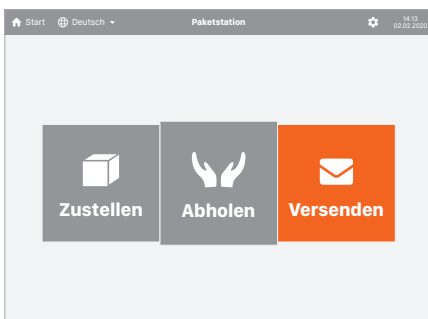 Start Deutsch Paketstation 14:13
02.02.2020
Zustellen Abholen Versenden